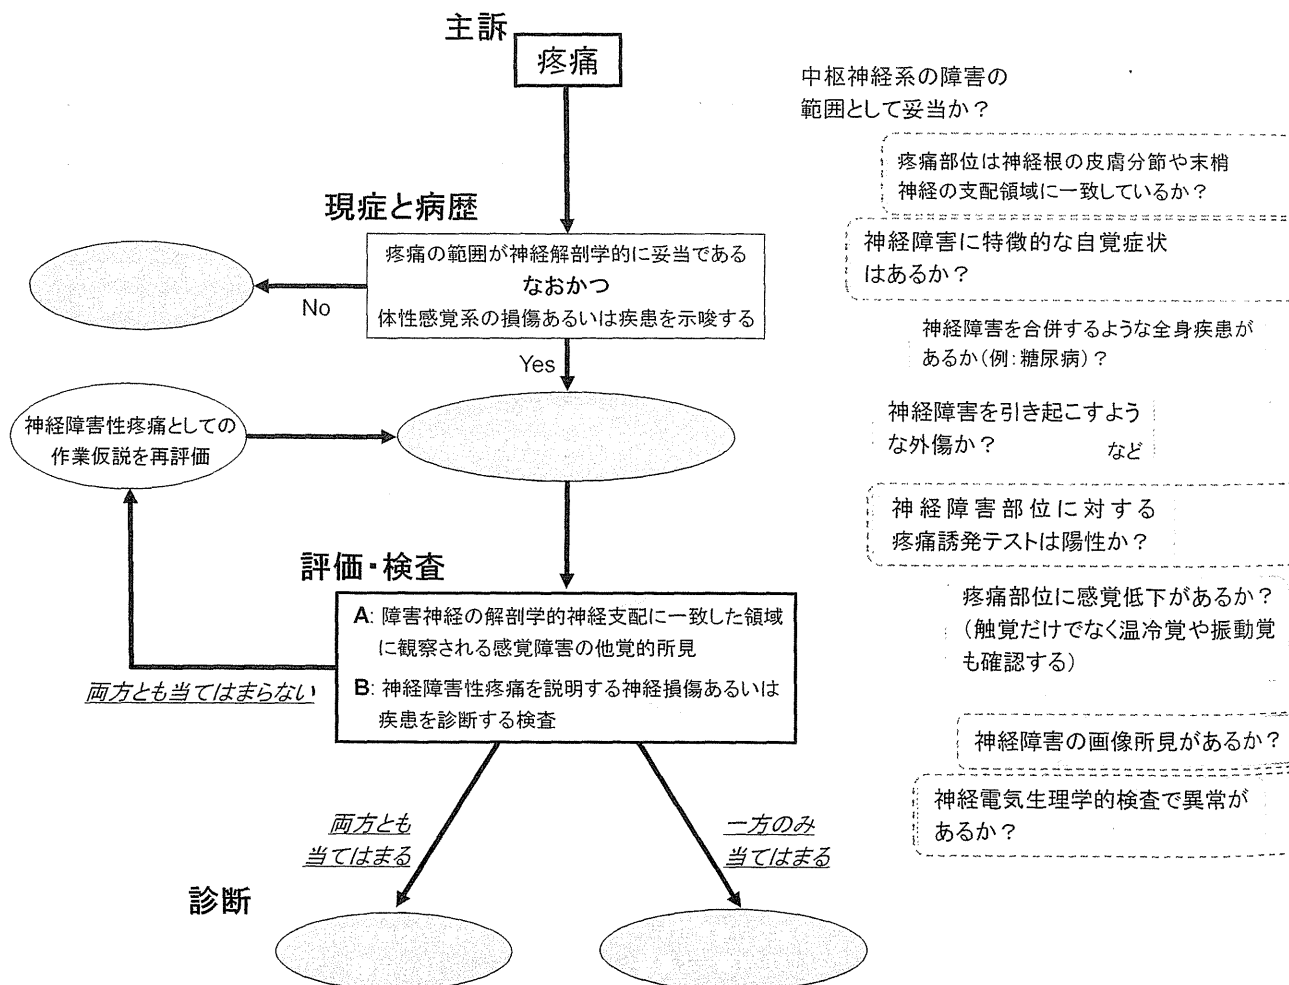 主訴
疼痛
現症と病歴
疼痛の範囲が神経解剖学的に妥当である
なおかつ
体性感覚系の損傷あるいは疾患を示唆する
No
Yes
神経障害性疼痛としての
作業仮説を再評価
評価・検査
A: 障害神経の解剖学的神経支配に一致した領域
に観察される感覚障害の他覚的所見
B: 神経障害性疼痛を説明する神経損傷あるいは
疾患を診断する検査
両方とも当てはまらない
両方とも
当てはまる
一方のみ
当てはまる
診断
中枢神経系の障害の
範囲として妥当か？
疼痛部位は神経根の皮膚分節や末梢
神経の支配領域に一致しているか？
神経障害に特徴的な自覚症状
はあるか？
神経障害を合併するような全身疾患が
あるか（例：糖尿病）？
神経障害を引き起こすよう
な外傷か？
など
神経障害部位に対する
疼痛誘発テストは陽性か？
疼痛部位に感覚低下があるか？
（触覚だけでなく温冷覚や振動覚
も確認する）
神経障害の画像所見があるか？
神経電気生理学的検査で異常が
あるか？